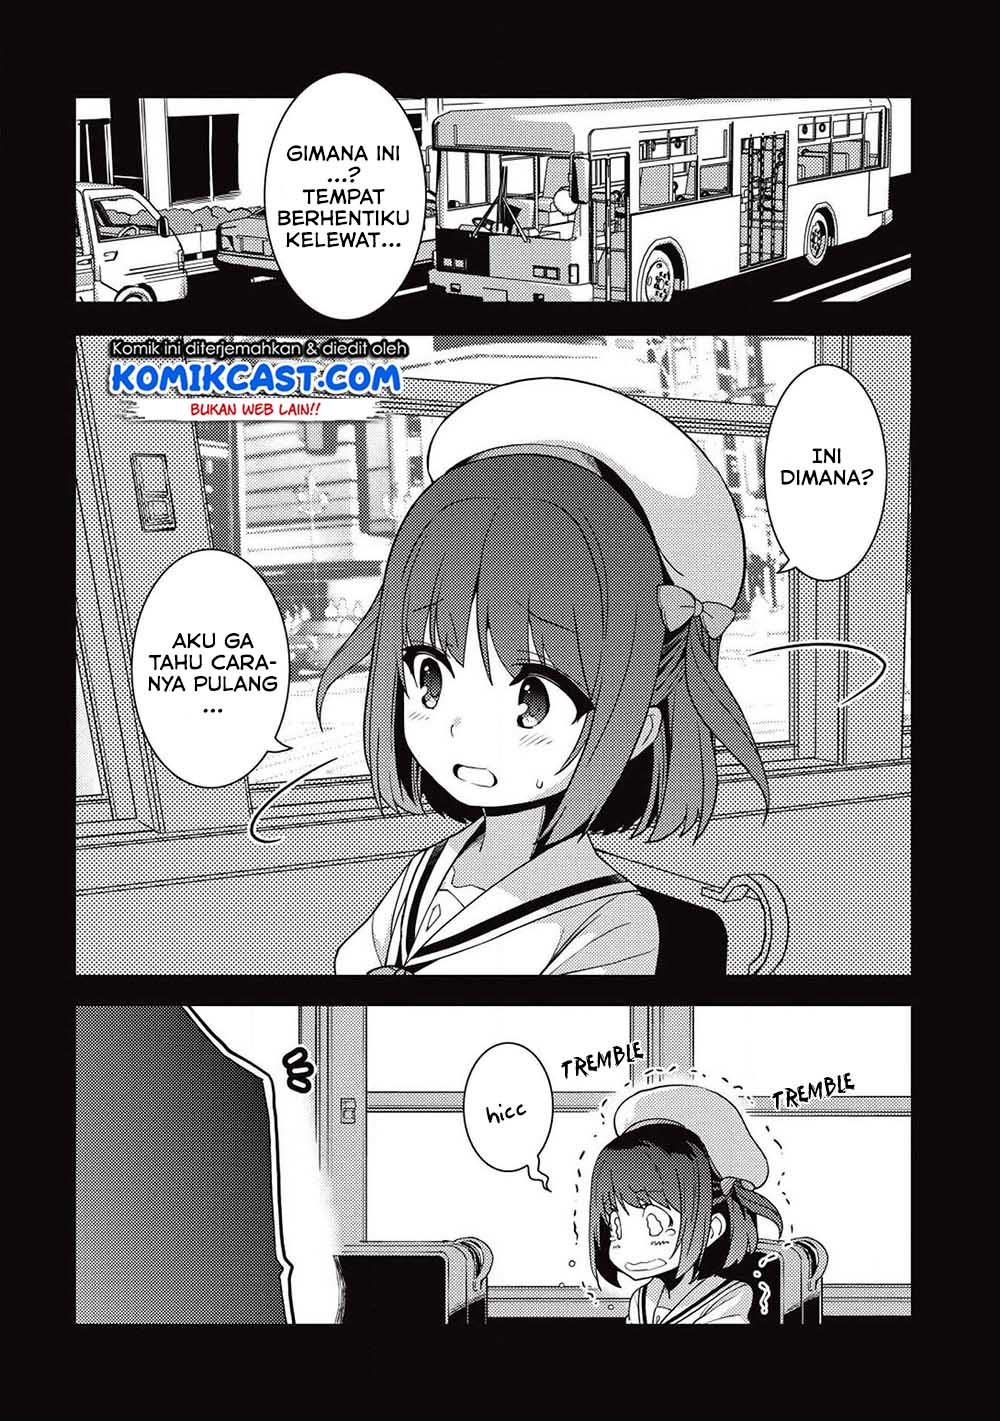 GIMANA INI
...?
TEMPAT
BERHENTIKU
KELEWAT...
Komik ini diterjemahkan & diedit oleh
KOMIKCAST.COM
BUKAN WEB LAIN!!
INI
DIMANA?
AKU GA
TAHU CARA-
NYA PULANG
...
TREMBLE
TREMBLE
hicc